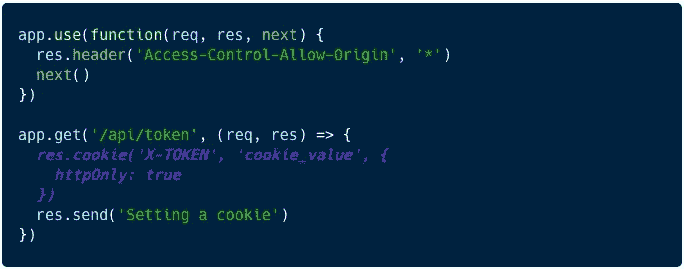 app.use(function(req, res, next) {
  res.header('Access-Control-Allow-Origin', '*')
  next()
})
app.get('/api/token', (req, res) => {
  res.cookie('X-TOKEN', 'cookie_value', {
    httpOnly: true
  })
  res.send('Setting a cookie')
})